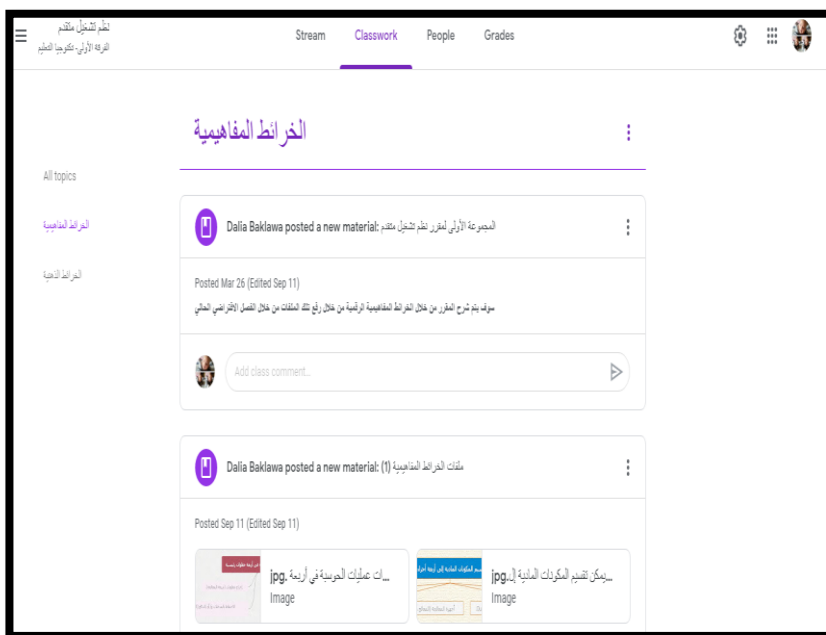 نظم تشغيل متقدم
الفرقة الأولى- تكنولوجيا التعليم
Stream Classwork People Grades
الخرائط المفاهيمية
All topics
الخرائط المفاهيمية
الخرائط الذهنية
Dalia Baklawa posted a new material: المجموعة الأولى لمقرر نظم تشغيل متقدم
Posted Mar 26 (Edited Sep 11)
سوف يتم شرح المقرر من خلال الخرائط المفاهيمية الرقمية من خلال رفع تلك الملفات من خلال الفصل الافتراضي الحالي
Add class comment...
Dalia Baklawa posted a new material: ملفات الخرائط المفاهيمية (1)
Posted Sep 11 (Edited Sep 11)
...ات عمليات الحوسبة في أربعة .jpg
Image
...يمكن تقسيم المكونات المادية إل.jpg
Image